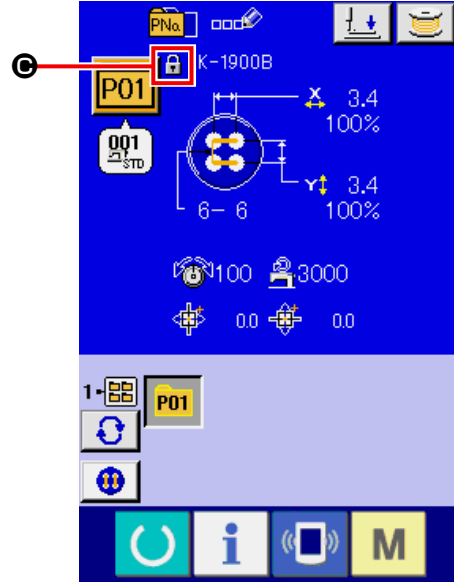 PNo.
C
K-1900B
P01
X 3.4
100%
001
STD
Y 3.4
6- 6 100%
100 3000
0.0 0.0
1
P01
i M